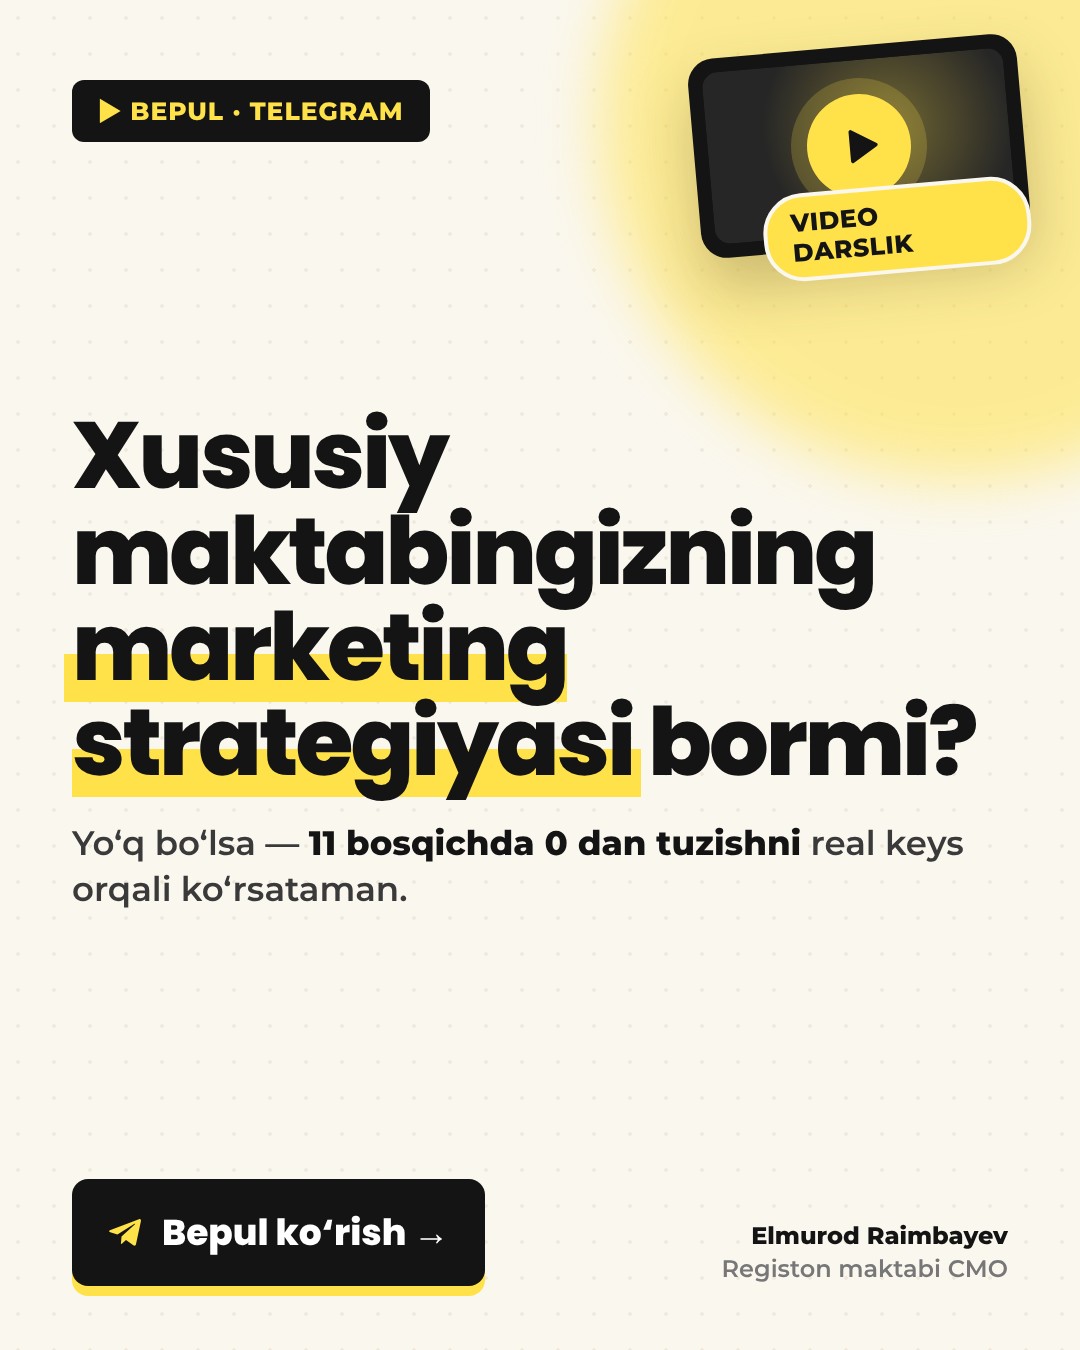 BEPUL · TELEGRAM
VIDEO
DARSLIK
Xususiy
maktabingizning
marketing
strategiyasi bormi?
Yo‘q bo‘lsa — 11 bosqichda 0 dan tuzishni real keys
orqali ko‘rsataman.
Bepul ko‘rish →
Elmurod Raimbayev
Registon maktabi CMO